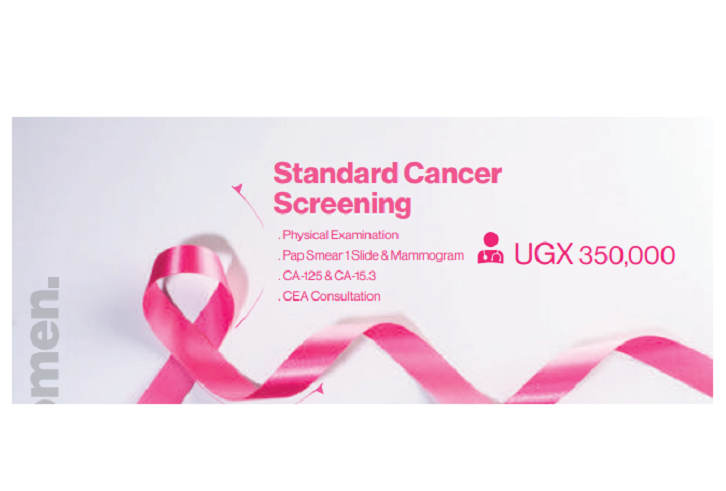 Standard Cancer
Screening
. Physical Examination
. Pap Smear 1 Slide & Mammogram
. CA-125 & CA-15.3
. CEA Consultation
UGX 350,000
omen.